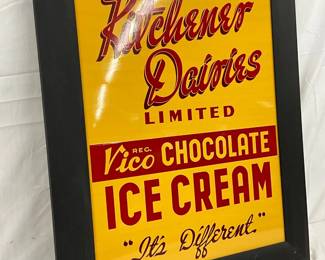 Kitchener
Dairies
LIMITED
REG.
Vico CHOCOLATE
ICE CREAM
"It's Different."